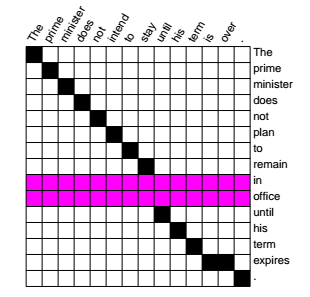 The prime minister does not intend to stay until his term is over .
The
prime
minister
does
not
plan
to
remain
in
office
until
his
term
expires
.